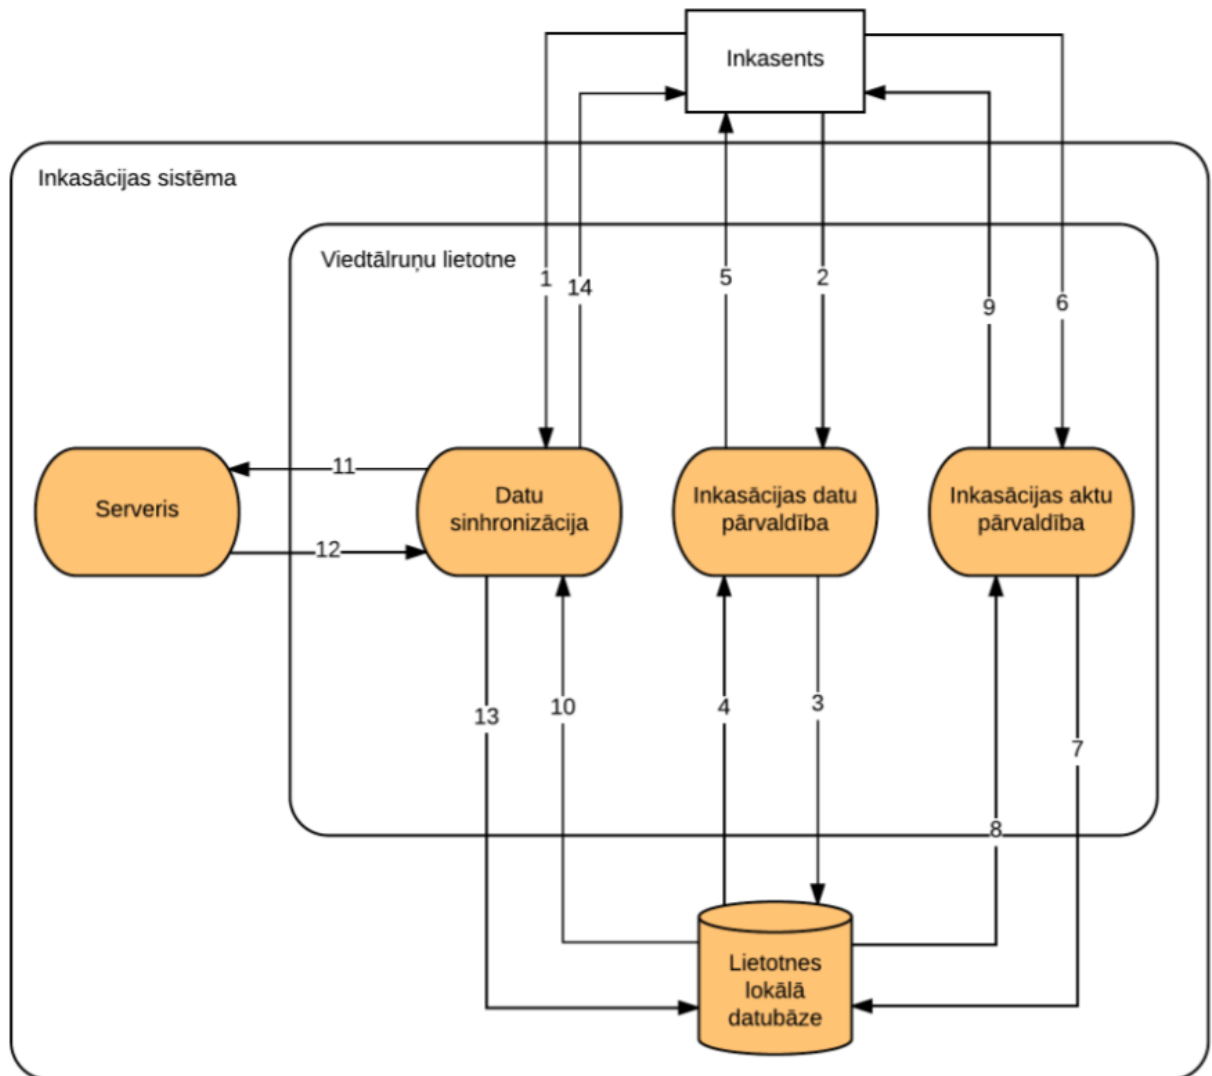 Inkasents
Inkasācijas sistēma
Viedtālruņu lietotne
1
14
5
2
9
6
Serveris
11
12
Datu
sinhronizācija
Inkasācijas datu
pārvaldība
Inkasācijas aktu
pārvaldība
13
10
4
3
7
8
Lietotnes
lokālā
datubāze